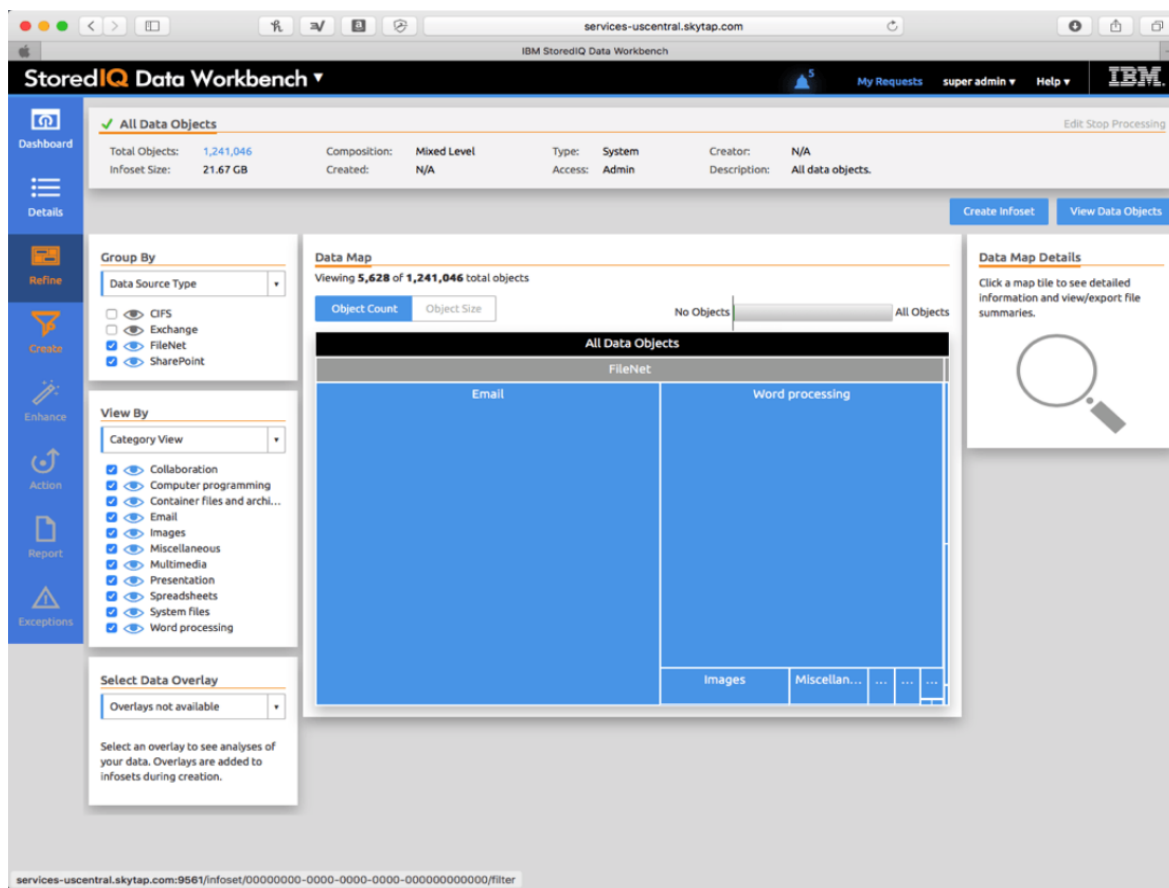 services-uscentral.skytap.com
IBM StoredIQ Data Workbench
StoredIQ Data Workbench ▼
5
My Requests
super admin ▼
Help ▼
IBM.
Dashboard
Details
Refine
Create
Enhance
Action
Report
Exceptions
All Data Objects
Edit Stop Processing
Total Objects: 1,241,046 Composition: Mixed Level Type: System Creator: N/A
Infoset Size: 21.67 GB Created: N/A Access: Admin Description: All data objects.
Create Infoset
View Data Objects
Group By
Data Source Type
CIFS
Exchange
FileNet
SharePoint
View By
Category View
Collaboration
Computer programming
Container files and archi...
Email
Images
Miscellaneous
Multimedia
Presentation
Spreadsheets
System files
Word processing
Select Data Overlay
Overlays not available
Select an overlay to see analyses of
your data. Overlays are added to
infosets during creation.
Data Map
Viewing 5,628 of 1,241,046 total objects
Object Count
Object Size
No Objects
All Objects
All Data Objects
FileNet
Email
Word processing
Images
Miscellan...
...
...
...
Data Map Details
Click a map tile to see detailed
information and view/export file
summaries.
services-uscentral.skytap.com:9561/infoset/00000000-0000-0000-0000-000000000000/filter